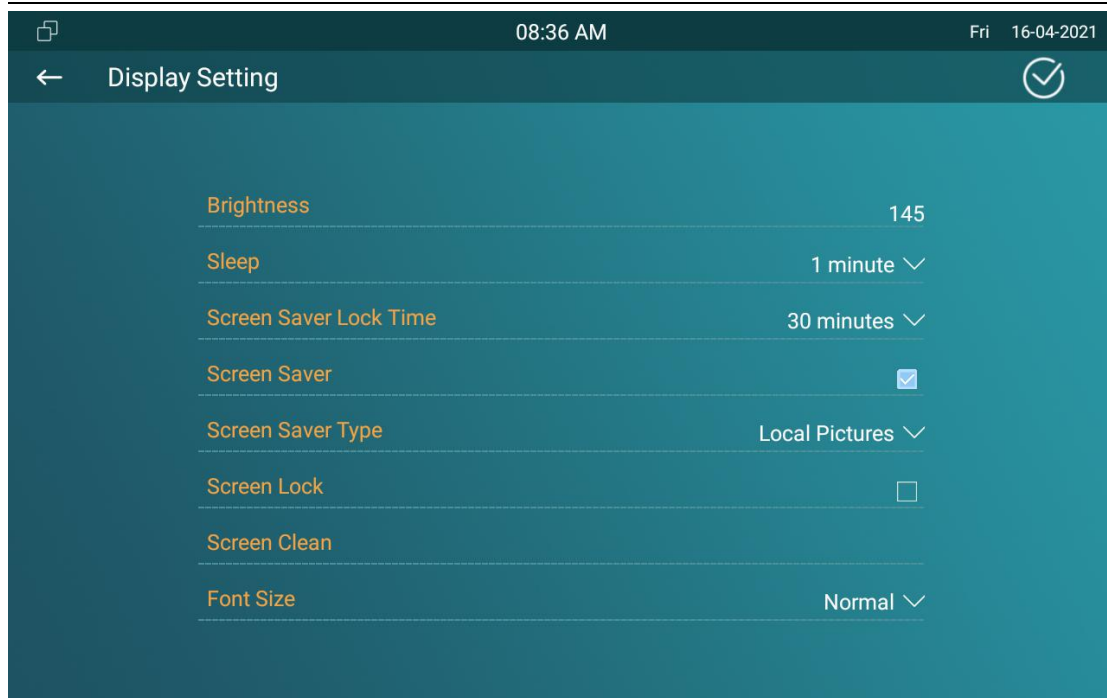 08:36 AM Fri 16-04-2021
Display Setting
Brightness 145
Sleep 1 minute
Screen Saver Lock Time 30 minutes
Screen Saver
Screen Saver Type Local Pictures
Screen Lock
Screen Clean
Font Size Normal